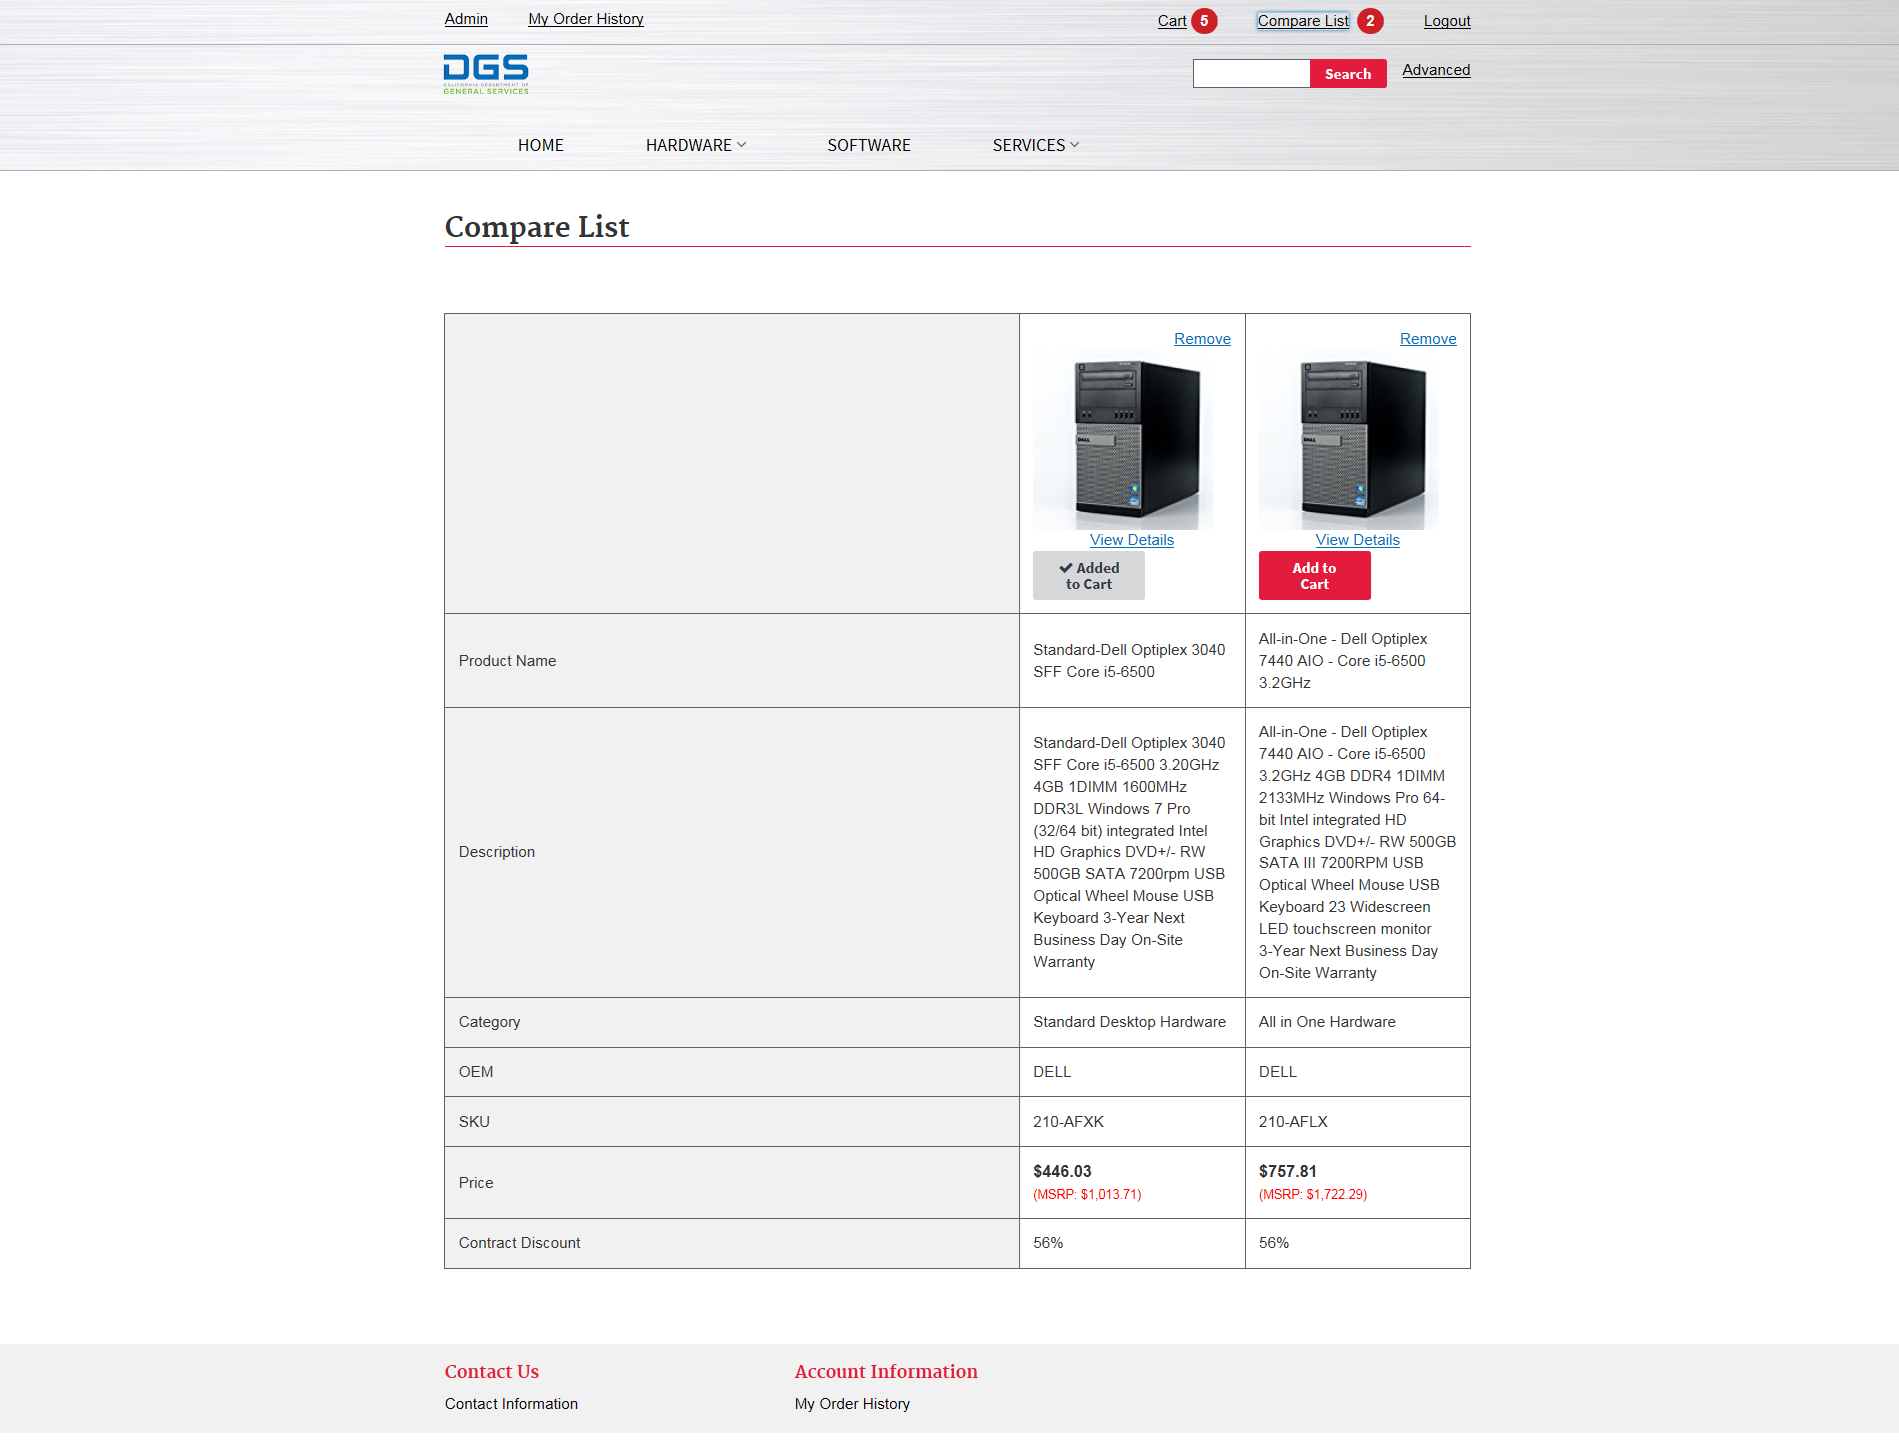 Admin My Order History Cart 5 Compare List 2 Logout
DGS
CALIFORNIA DEPARTMENT OF
GENERAL SERVICES
Search Advanced
HOME HARDWARE SOFTWARE SERVICES
Compare List
Remove Remove
DELL DELL
View Details View Details
Added Add to
to Cart Cart
Product Name
Standard-Dell Optiplex 3040
SFF Core i5-6500
All-in-One - Dell Optiplex
7440 AIO - Core i5-6500
3.2GHz
Description
Standard-Dell Optiplex 3040
SFF Core i5-6500 3.20GHz
4GB 1DIMM 1600MHz
DDR3L Windows 7 Pro
(32/64 bit) integrated Intel
HD Graphics DVD+/- RW
500GB SATA 7200rpm USB
Optical Wheel Mouse USB
Keyboard 3-Year Next
Business Day On-Site
Warranty
All-in-One - Dell Optiplex
7440 AIO - Core i5-6500
3.2GHz 4GB DDR4 1DIMM
2133MHz Windows Pro 64-
bit Intel integrated HD
Graphics DVD+/- RW 500GB
SATA III 7200RPM USB
Optical Wheel Mouse USB
Keyboard 23 Widescreen
LED touchscreen monitor
3-Year Next Business Day
On-Site Warranty
Category Standard Desktop Hardware All in One Hardware
OEM DELL DELL
SKU 210-AFXK 210-AFLX
Price
$446.03 $757.81
(MSRP: $1,013.71) (MSRP: $1,722.29)
Contract Discount 56% 56%
Contact Us Account Information
Contact Information My Order History